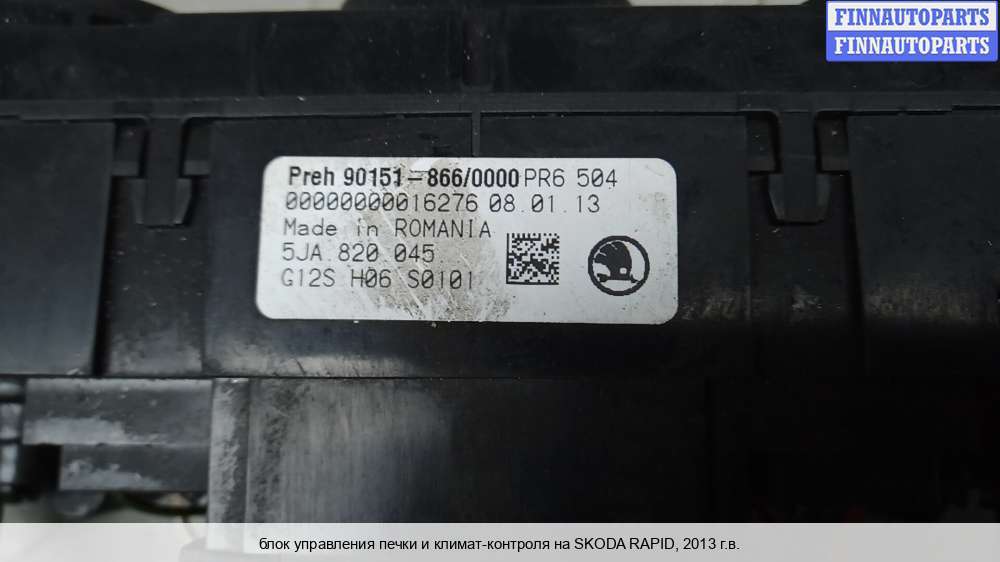 FINNAUTOPARTS
FINNAUTOPARTS
Preh 90151-866/0000 PR6 504
00000000016276 08.01.13
Made in ROMANIA
5JA.820.045
G12S H06 S0101
блок управления печки и климат-контроля на SKODA RAPID, 2013 г.в.